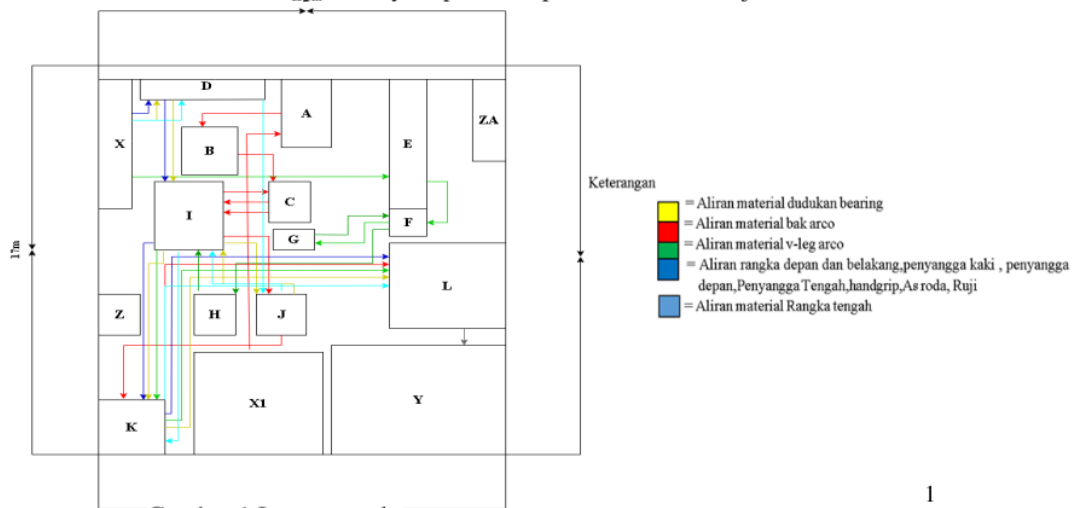 D
A
ZA
X
B
E
I
C
F
G
L
Z
H
J
X1
Y
K
17m
Keterangan
= Aliran material dudukan bearing
= Aliran material bak arco
= Aliran material v-leg arco
= Aliran rangka depan dan belakang,penyangga kaki , penyangga
depan,Penyangga Tengah,handgrip,As roda, Ruji
= Aliran material Rangka tengah
1